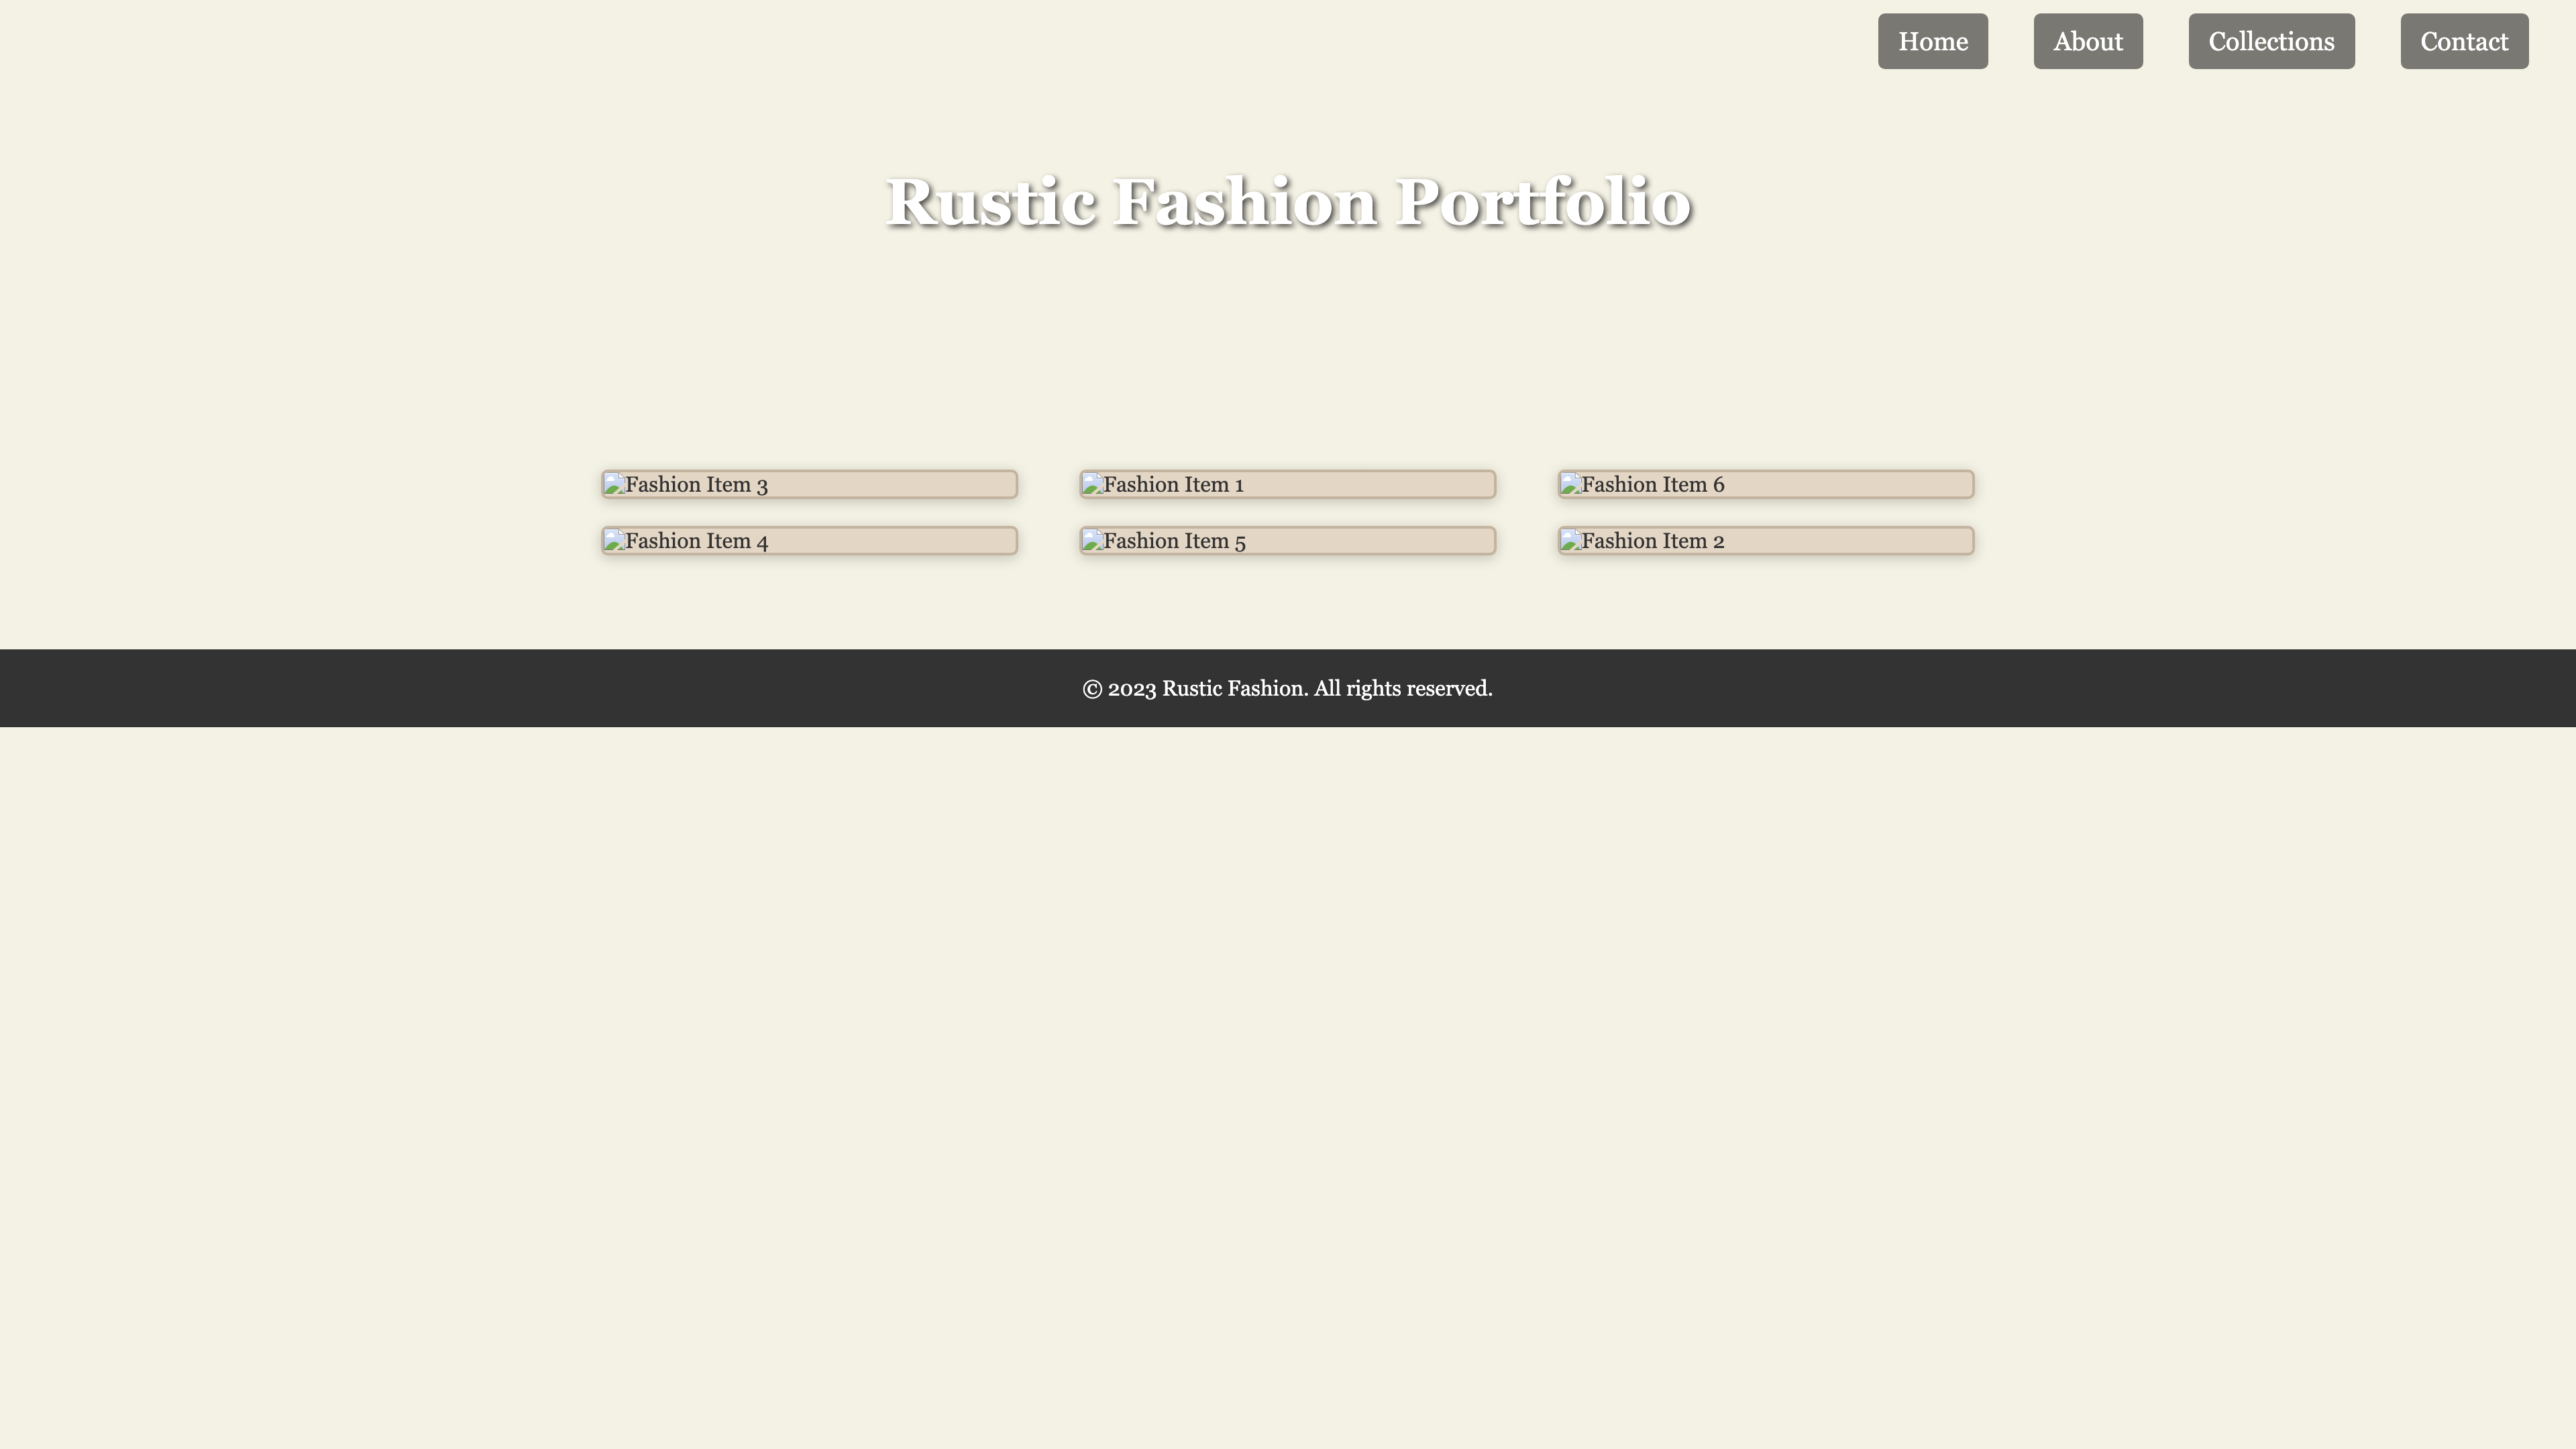 Home About Collections Contact
Rustic Fashion Portfolio
Fashion Item 3 Fashion Item 1 Fashion Item 6
Fashion Item 4 Fashion Item 5 Fashion Item 2
© 2023 Rustic Fashion. All rights reserved.